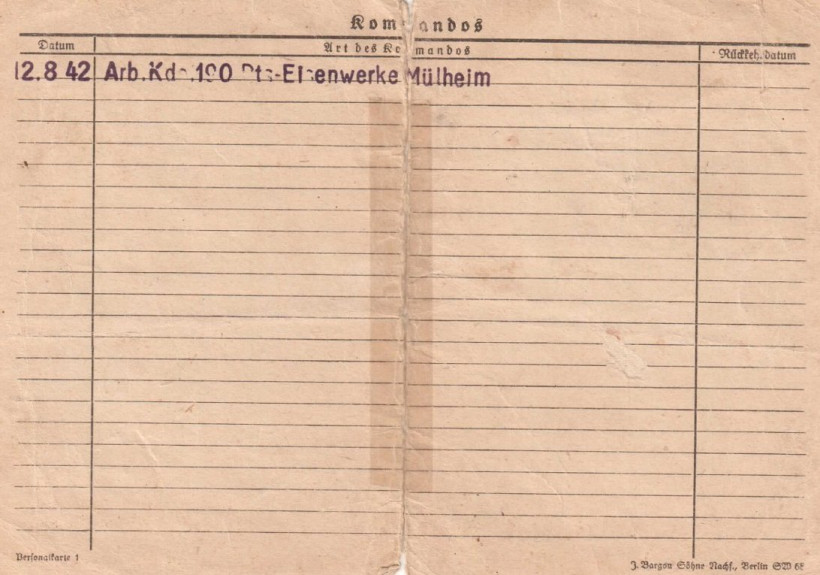 Kommandos
Datum Art des Kommandos Rückkeh.datum
12.8 42 Arb.Kdo.190 Dts-Eisenwerke Mülheim
Personalkarte 1
J. Bargou Söhne Nachf., Berlin SW 68